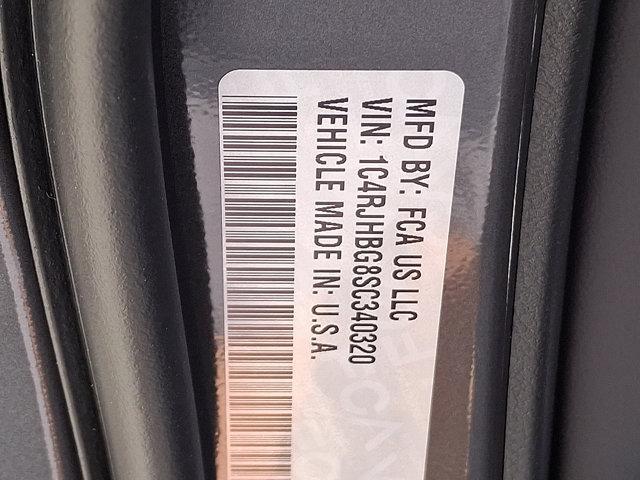 MFD BY: FCA US LLC
VIN: 1C4RJHBG8SC340320
VEHICLE MADE IN: U.S.A.